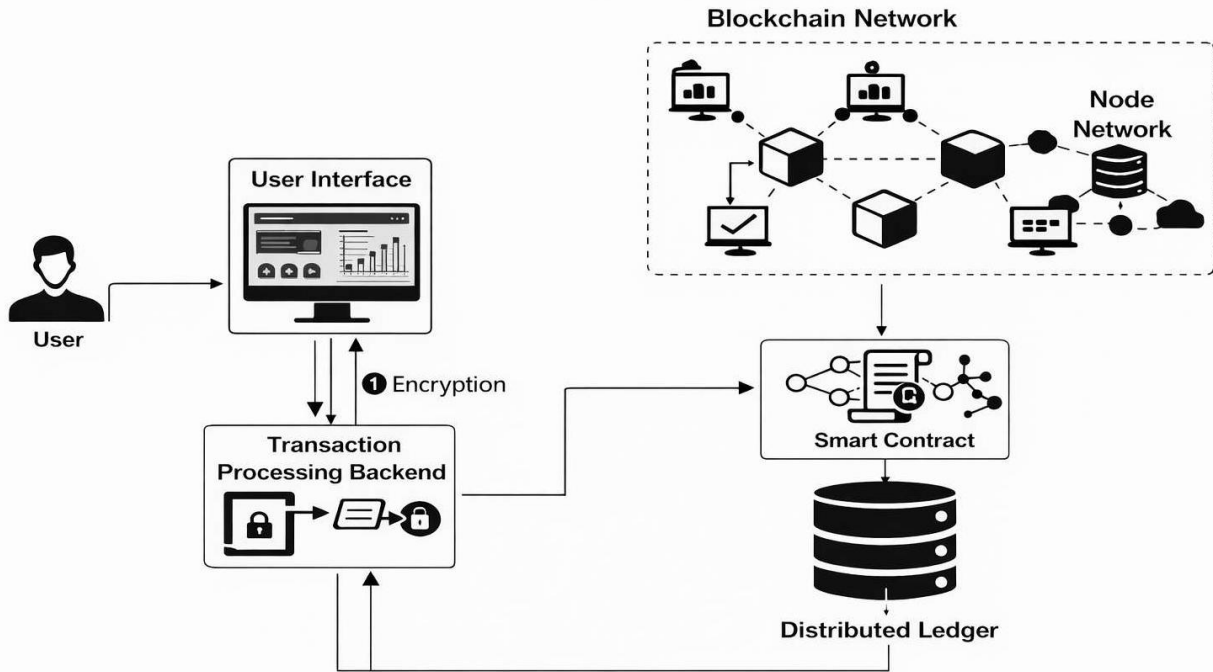 Blockchain Network
Node
Network
User Interface
User
1 Encryption
Transaction
Processing Backend
Smart Contract
Distributed Ledger